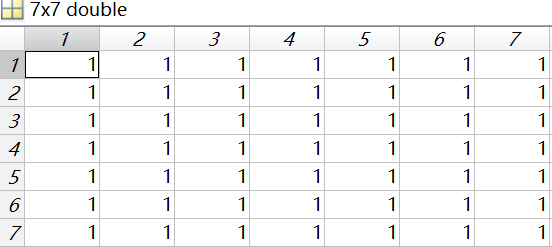 7x7 double
1 2 3 4 5 6 7
1 1 1 1 1 1 1 1
2 1 1 1 1 1 1 1
3 1 1 1 1 1 1 1
4 1 1 1 1 1 1 1
5 1 1 1 1 1 1 1
6 1 1 1 1 1 1 1
7 1 1 1 1 1 1 1